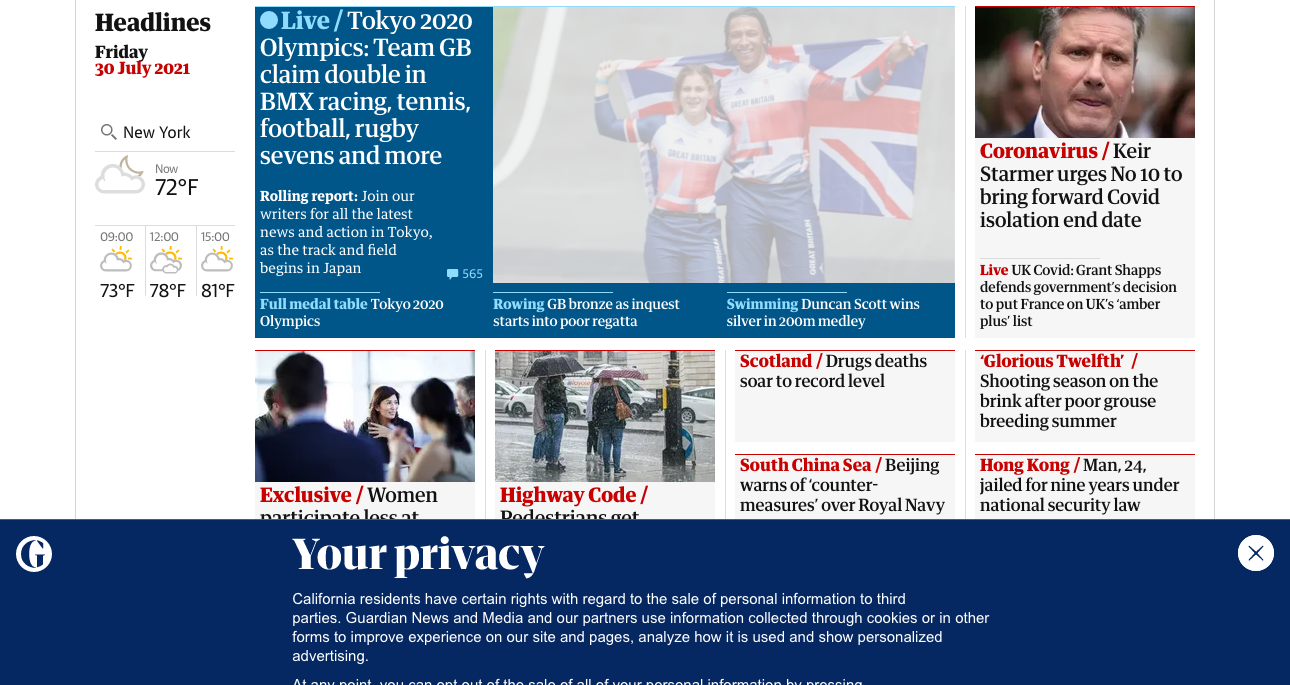 Headlines
Friday
30 July 2021
New York
Now
72°F
09:00
12:00
15:00
73°F
78°F
81°F
Live / Tokyo 2020
Olympics: Team GB
claim double in
BMX racing, tennis,
football, rugby
sevens and more
Rolling report: Join our
writers for all the latest
news and action in Tokyo,
as the track and field
begins in Japan
565
GREAT BRITAIN
GREAT BRITAIN
GREAT BRITAIN
Full medal table Tokyo 2020
Olympics
Rowing GB bronze as inquest
starts into poor regatta
Swimming Duncan Scott wins
silver in 200m medley
Coronavirus / Keir
Starmer urges No 10 to
bring forward Covid
isolation end date
Live UK Covid: Grant Shapps
defends government's decision
to put France on UK's 'amber
plus' list
Exclusive / Women
participate less at
Highway Code /
Pedestrians get
Scotland / Drugs deaths
soar to record level
South China Sea / Beijing
warns of 'counter-
measures' over Royal Navy
'Glorious Twelfth' /
Shooting season on the
brink after poor grouse
breeding summer
Hong Kong / Man, 24,
jailed for nine years under
national security law
G
Your privacy
California residents have certain rights with regard to the sale of personal information to third
parties. Guardian News and Media and our partners use information collected through cookies or in other
forms to improve experience on our site and pages, analyze how it is used and show personalized
advertising.
At any point, you can opt out of the sale of all of your personal information by pressing